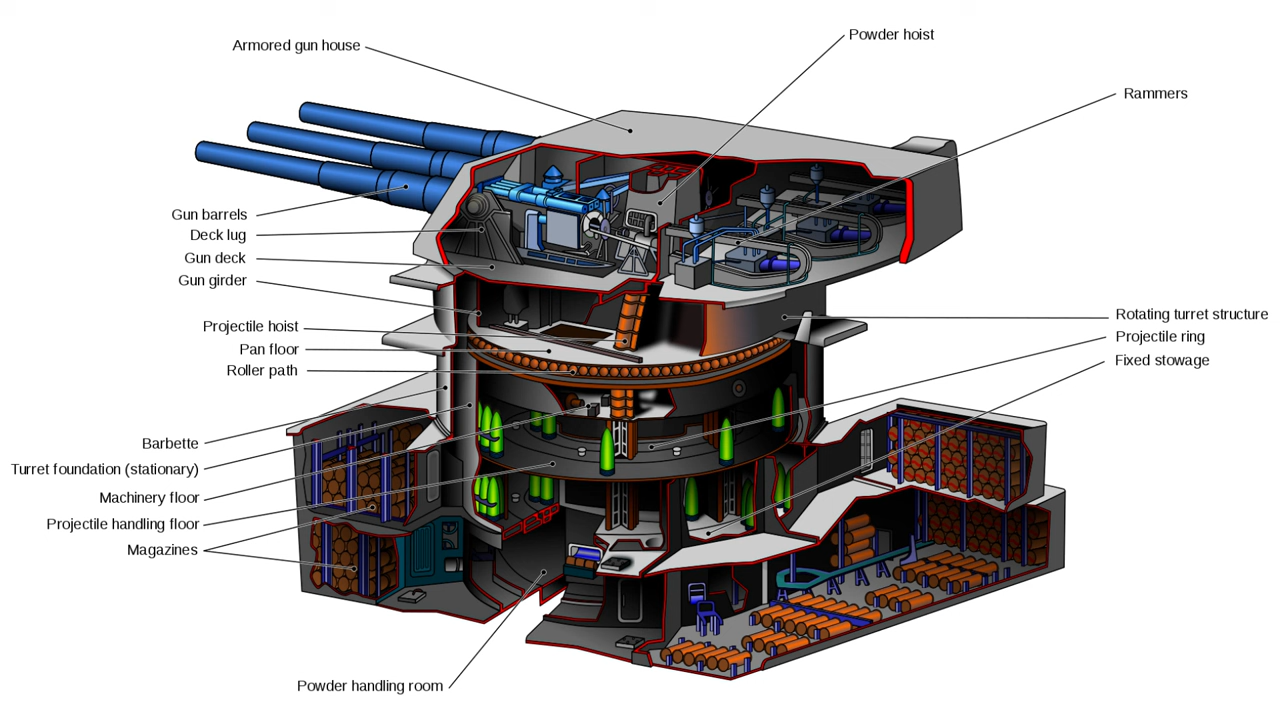 Armored gun house
Powder hoist
Rammers
Gun barrels
Deck lug
Gun deck
Gun girder
Projectile hoist
Pan floor
Roller path
Rotating turret structure
Projectile ring
Fixed stowage
Barbette
Turret foundation (stationary)
Machinery floor
Projectile handling floor
Magazines
Powder handling room